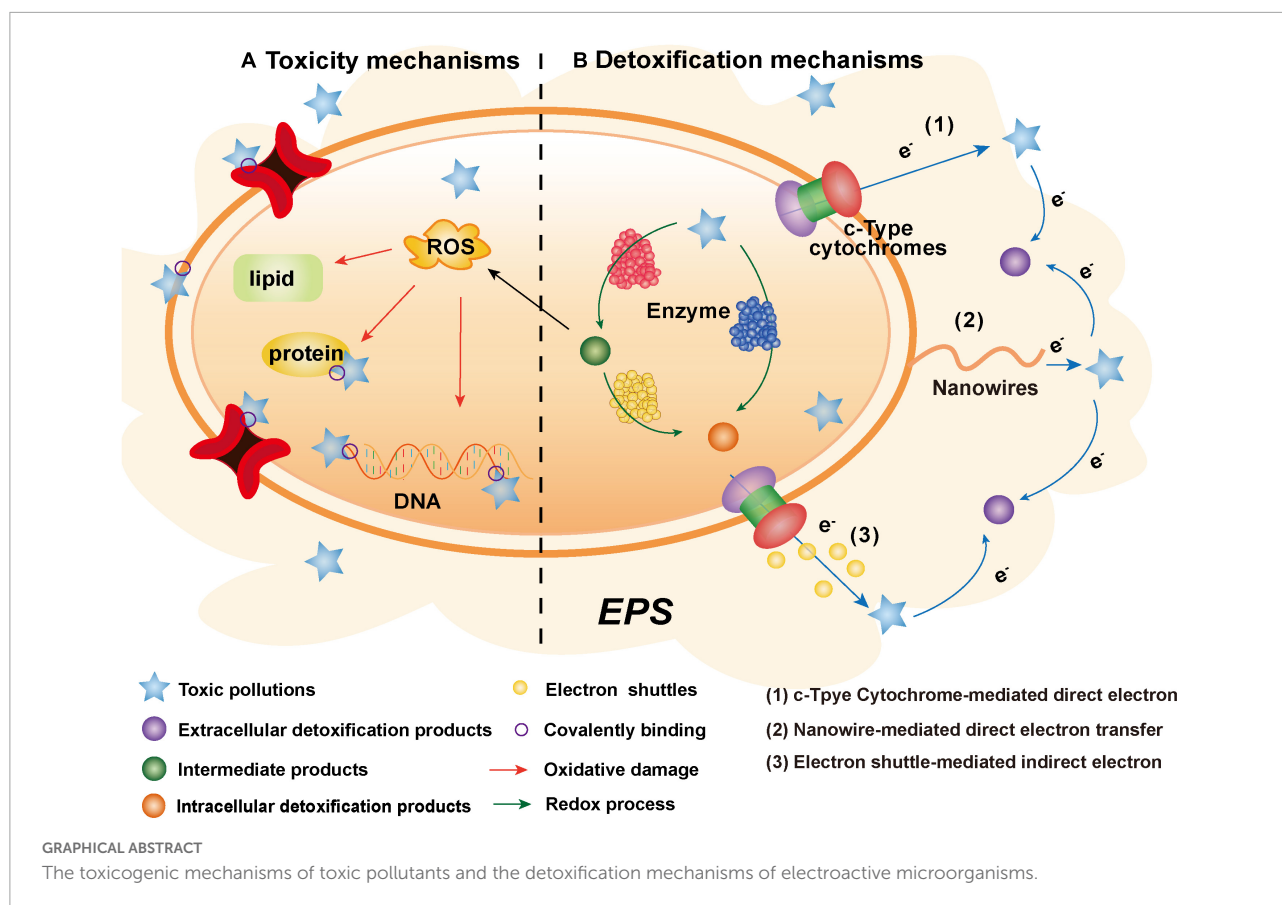 A Toxicity mechanisms
B Detoxification mechanisms
(1)
e-
e-
c-Type
cytochromes
ROS
lipid
e-
Enzyme
(2)
e-
protein
Nanowires
e-
DNA
e-
(3)
e-
EPS
Toxic pollutions
Extracellular detoxification products
Intermediate products
Intracellular detoxification products
Electron shuttles
Covalently binding
Oxidative damage
Redox process
(1) c-Tpye Cytochrome-mediated direct electron
(2) Nanowire-mediated direct electron transfer
(3) Electron shuttle-mediated indirect electron
GRAPHICAL ABSTRACT
The toxicogenic mechanisms of toxic pollutants and the detoxification mechanisms of electroactive microorganisms.